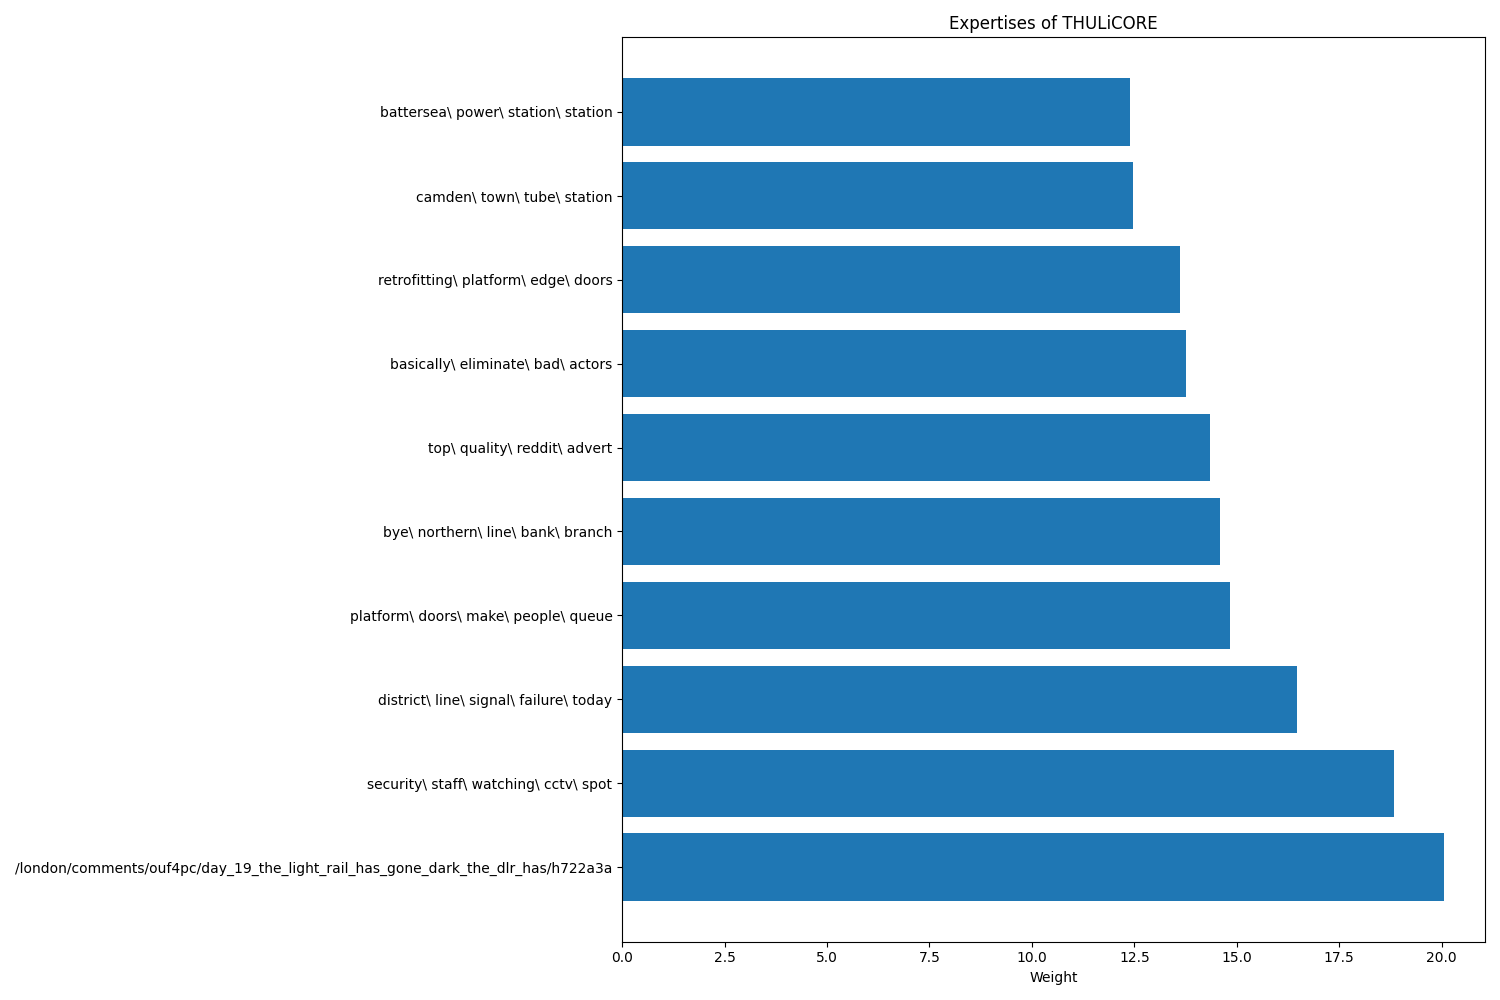 Expertises of THULiCORE
battersea\ power\ station\ station
camden\ town\ tube\ station
retrofitting\ platform\ edge\ doors
basically\ eliminate\ bad\ actors
top\ quality\ reddit\ advert
bye\ northern\ line\ bank\ branch
platform\ doors\ make\ people\ queue
district\ line\ signal\ failure\ today
security\ staff\ watching\ cctv\ spot
/london/comments/ouf4pc/day_19_the_light_rail_has_gone_dark_the_dlr_has/h722a3a
0.0 2.5 5.0 7.5 10.0 12.5 15.0 17.5 20.0
Weight